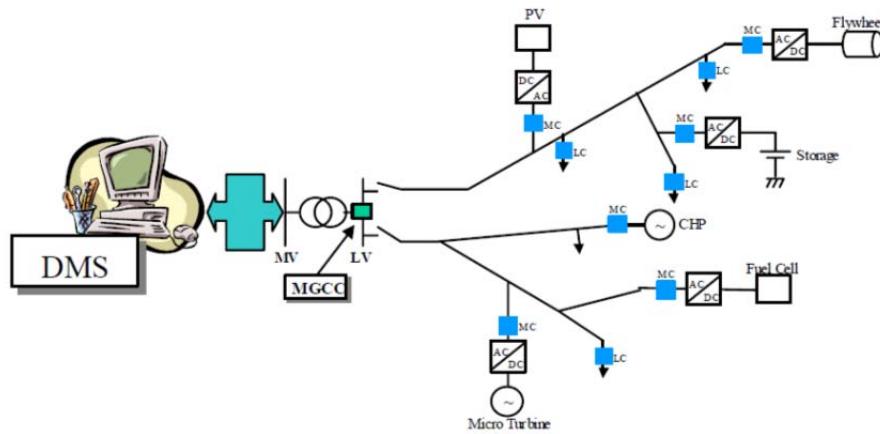 PV
DC
AC
MC
LC
MC
AC
DC
Flywheel
LC
MC
AC
DC
Storage
LC
DMS
MV
LV
MGCC
MC
~
CHP
MC
AC
DC
Fuel Cell
MC
AC
DC
LC
~
Micro Turbine